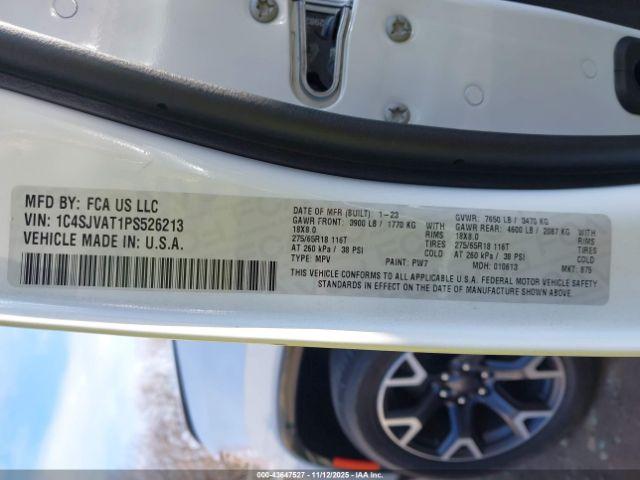 MFD BY: FCA US LLC
VIN: 1C4SJVAT1PS526213
VEHICLE MADE IN: U.S.A.
DATE OF MFR (BUILT): 1-23
GAWR FRONT: 3900 LB / 1770 KG WITH
18X8.0 RIMS
275/65R18 116T TIRES
AT 260 kPa / 38 PSI COLD
TYPE: MPV PAINT: PW7
GVWR: 7650 LB / 3470 KG
GAWR REAR: 4600 LB / 2087 KG WITH
18X8.0 RIMS
275/65R18 116T TIRES
AT 260 kPa / 38 PSI COLD
MDH: 010613 MKT: 875
THIS VEHICLE CONFORMS TO ALL APPLICABLE U.S.A. FEDERAL MOTOR VEHICLE SAFETY
STANDARDS IN EFFECT ON THE DATE OF MANUFACTURE SHOWN ABOVE.
000-43647527 - 11/12/2025 - IAAI.COM